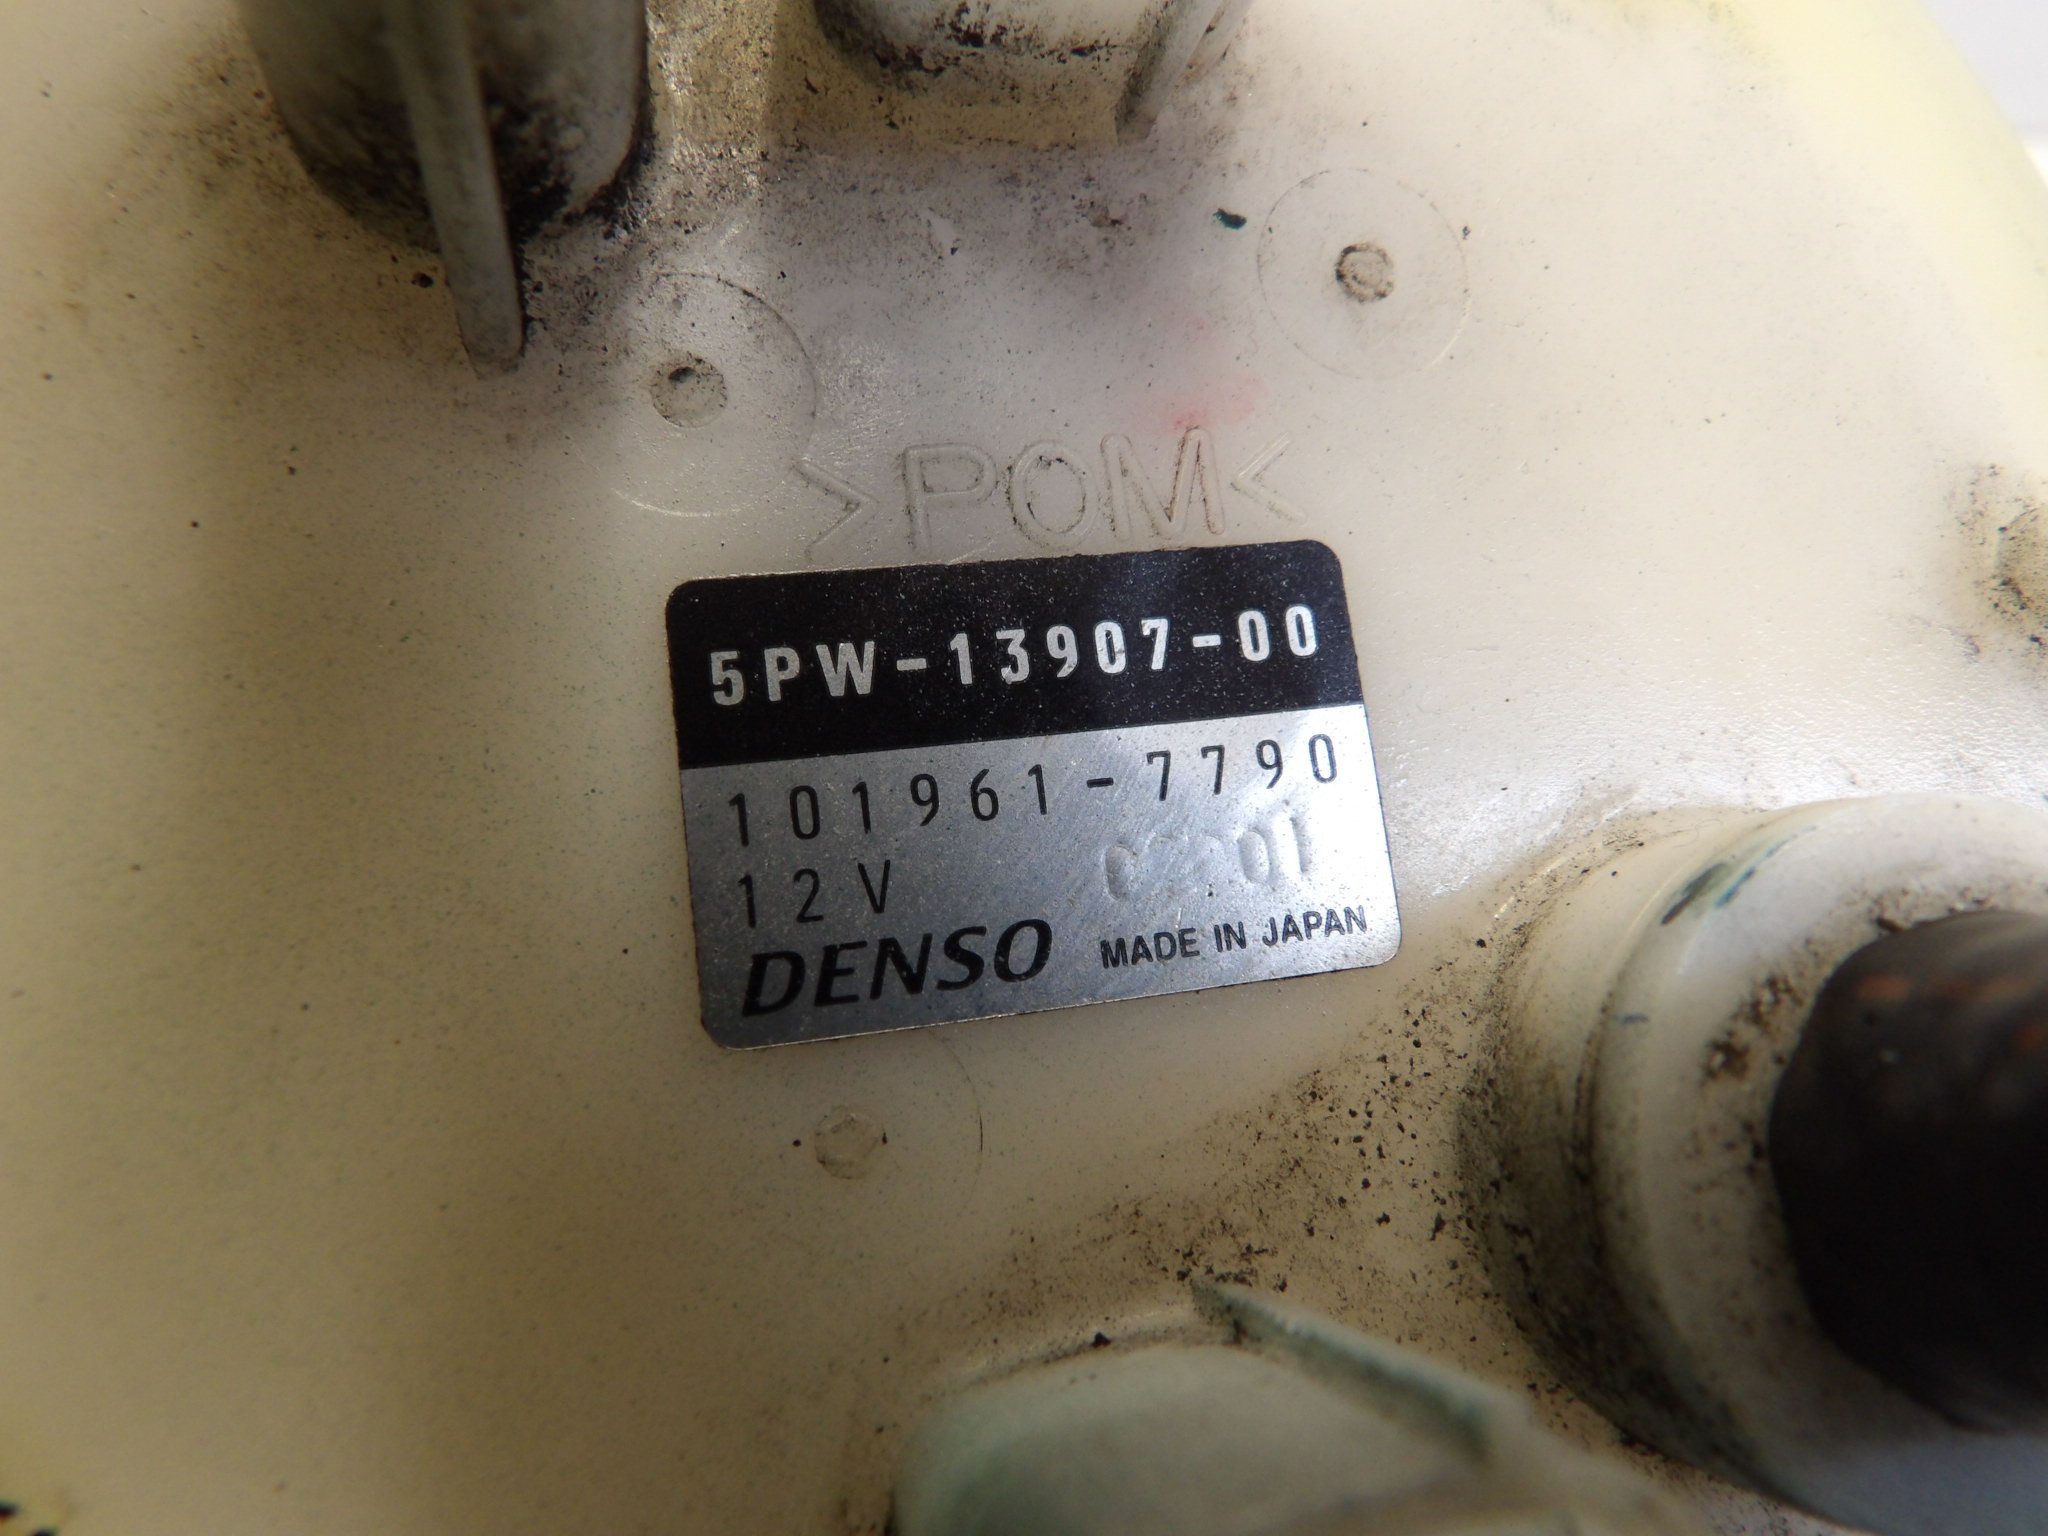 >POM<
5PW-13907-00
101961-7790
12V
DENSO MADE IN JAPAN